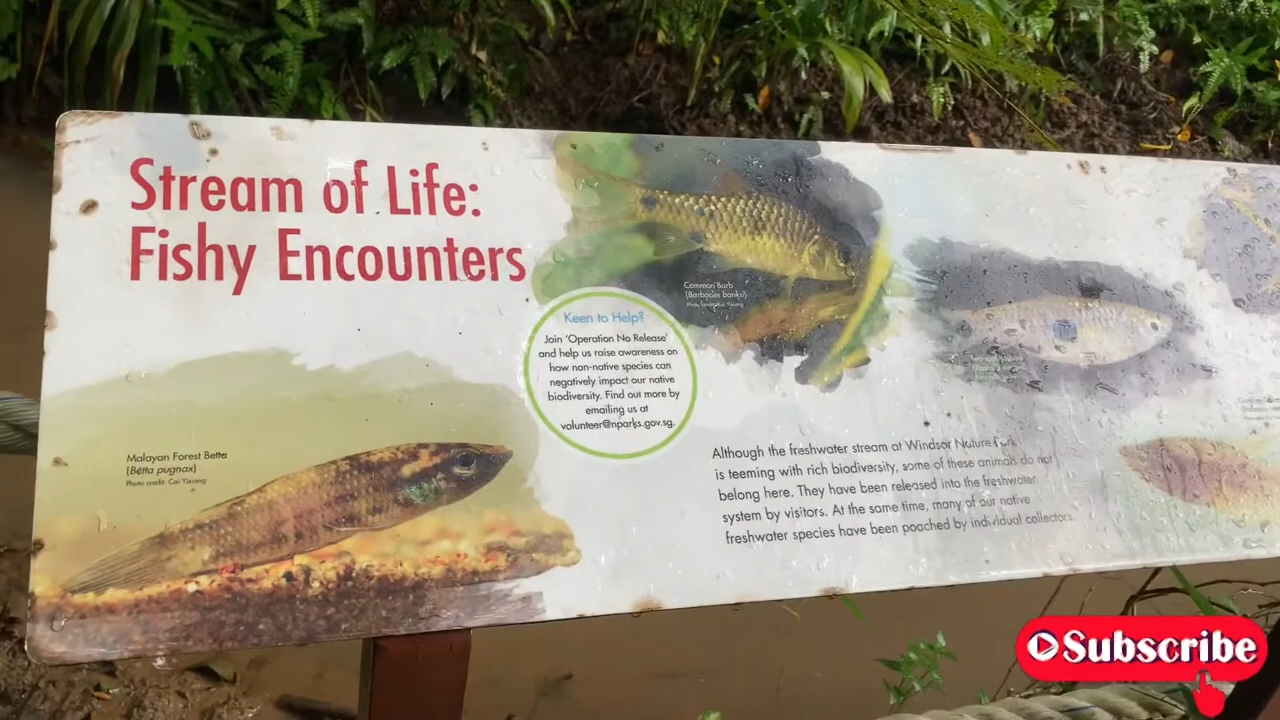 Stream of Life:
Fishy Encounters
Keen to Help?
Join 'Operation No Release'
and help us raise awareness on
how non-native species can
negatively impact our native
biodiversity. Find out more by
emailing us at
volunteer@nparks.gov.sg.
Common Barb
(Barbodes banksi)
Malayan Forest Betta
(Betta pugnax)
Photo credit: Cai Yixiong
Although the freshwater stream at Windsor Nature Park
is teeming with rich biodiversity, some of these animals do not
belong here. They have been released into the freshwater
system by visitors. At the same time, many of our native
freshwater species have been poached by individual collectors.
Subscribe